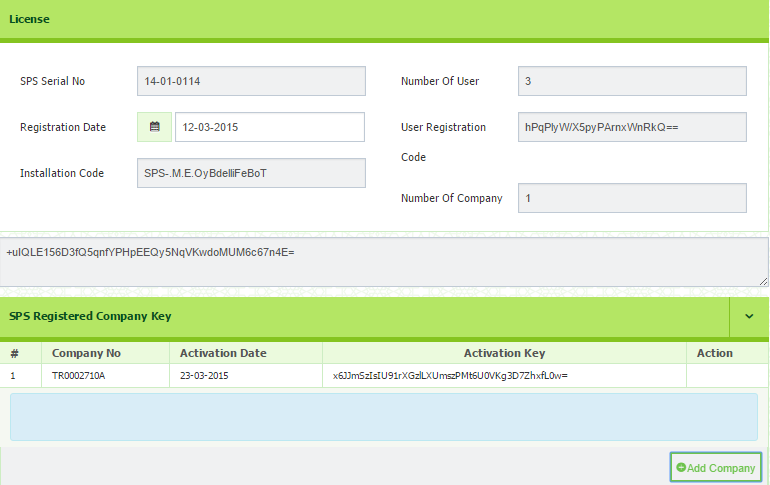 License
SPS Serial No 14-01-0114 Number Of User 3
Registration Date 12-03-2015 User Registration Code hPqPlyW/X5pyPArnxWnRkQ==
Installation Code SPS-.M.E.OyBdelliFeBoT
Number Of Company 1
+uIQLE156D3fQ5qnfYPHpEEQy5NqVKwdoMUM6c67n4E=
SPS Registered Company Key
# Company No Activation Date Activation Key Action
1 TR0002710A 23-03-2015 x6JJmSzIsIU91rXGzlLXUmszPMt6U0VKg3D7ZhxfL0w=
Add Company